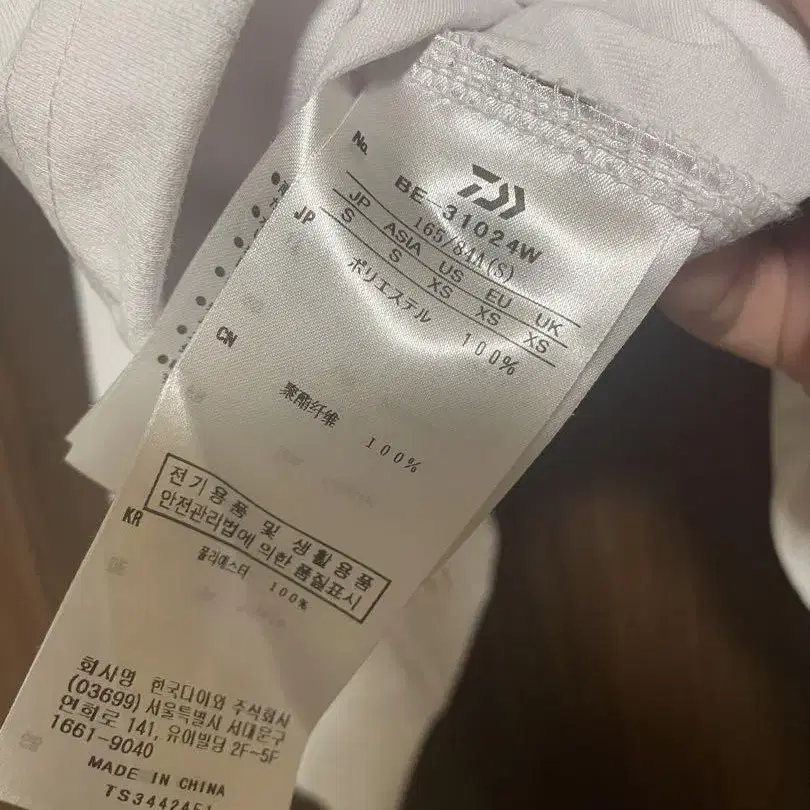 No. BE-31024W
165/84A(S)
JP ASIA US EU UK
S S XS XS XS
JP
ポリエステル 100%
CN
聚酯纤维 100%
KR
전기용품 및 생활용품
안전관리법에 의한 품질표시
폴리에스터 100%
회사명 한국다이와 주식회사
(03699) 서울특별시 서대문구
연희로 141, 유이빌딩 2F~5F
1661-9040
MADE IN CHINA